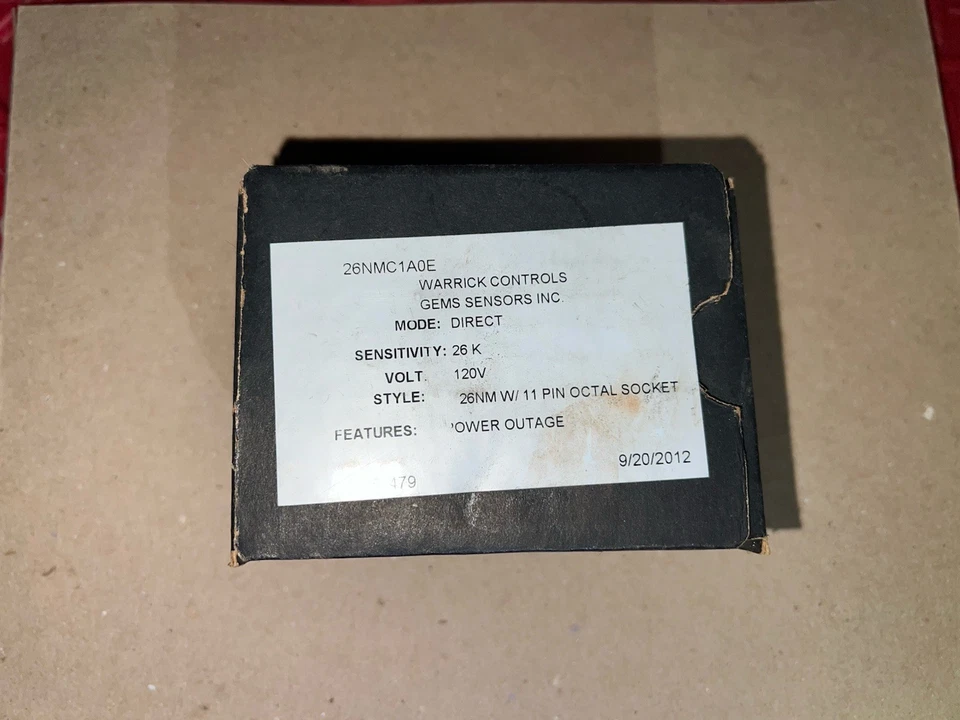 26NMC1A0E
WARRICK CONTROLS
GEMS SENSORS INC.
MODE: DIRECT
SENSITIVITY: 26 K
VOLT. 120V
STYLE: 26NM W/ 11 PIN OCTAL SOCKET
FEATURES: POWER OUTAGE
9/20/2012
479